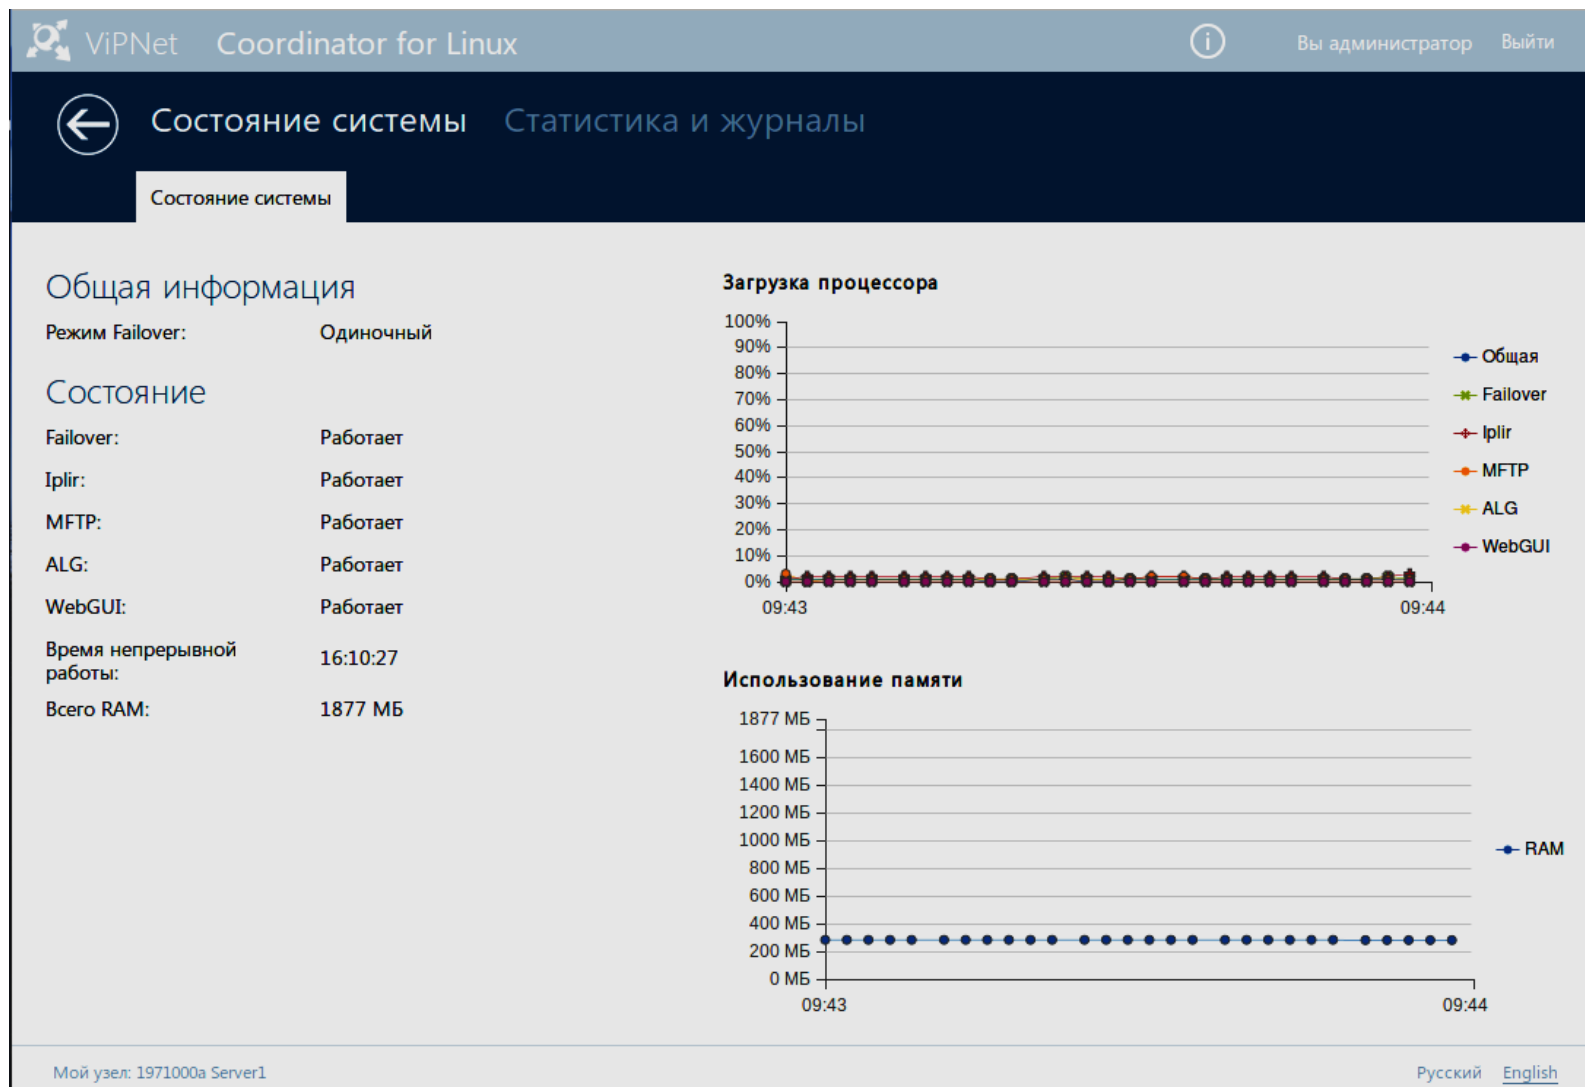 ViPNet Coordinator for Linux
i Вы администратор Выйти
Состояние системы Статистика и журналы
Состояние системы
Общая информация
Режим Failover: Одиночный
Состояние
Failover: Работает
Iplir: Работает
MFTP: Работает
ALG: Работает
WebGUI: Работает
Время непрерывной
работы:
16:10:27
Всего RAM: 1877 МБ
Загрузка процессора
100%
90%
80%
70%
60%
50%
40%
30%
20%
10%
0%
09:43 09:44
Общая
Failover
Iplir
MFTP
ALG
WebGUI
Использование памяти
1877 МБ
1600 МБ
1400 МБ
1200 МБ
1000 МБ
800 МБ
600 МБ
400 МБ
200 МБ
0 МБ
09:43 09:44
RAM
Мой узел: 1971000a Server1
Русский English